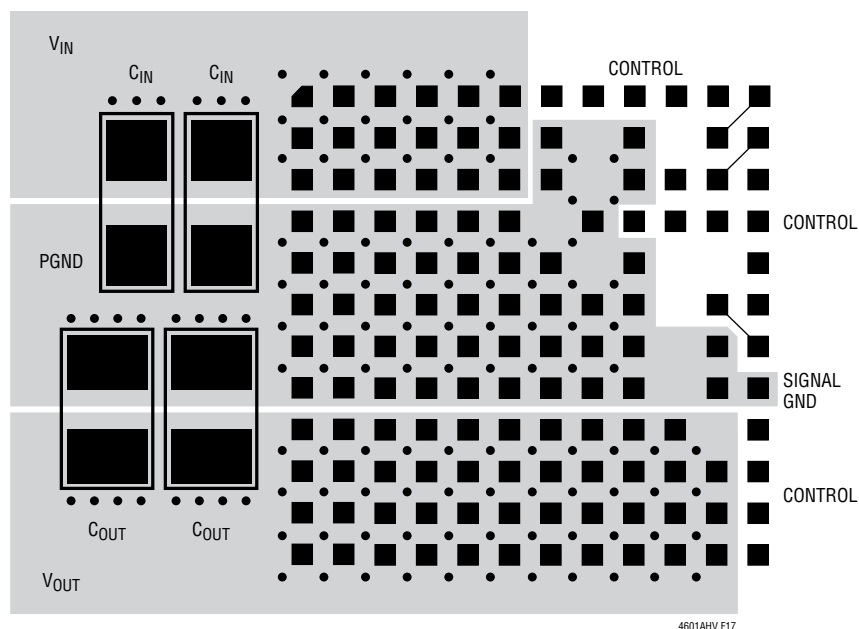 VIN
CIN CIN
CONTROL
CONTROL
PGND
SIGNAL
GND
CONTROL
COUT COUT
VOUT
4601AHV F17